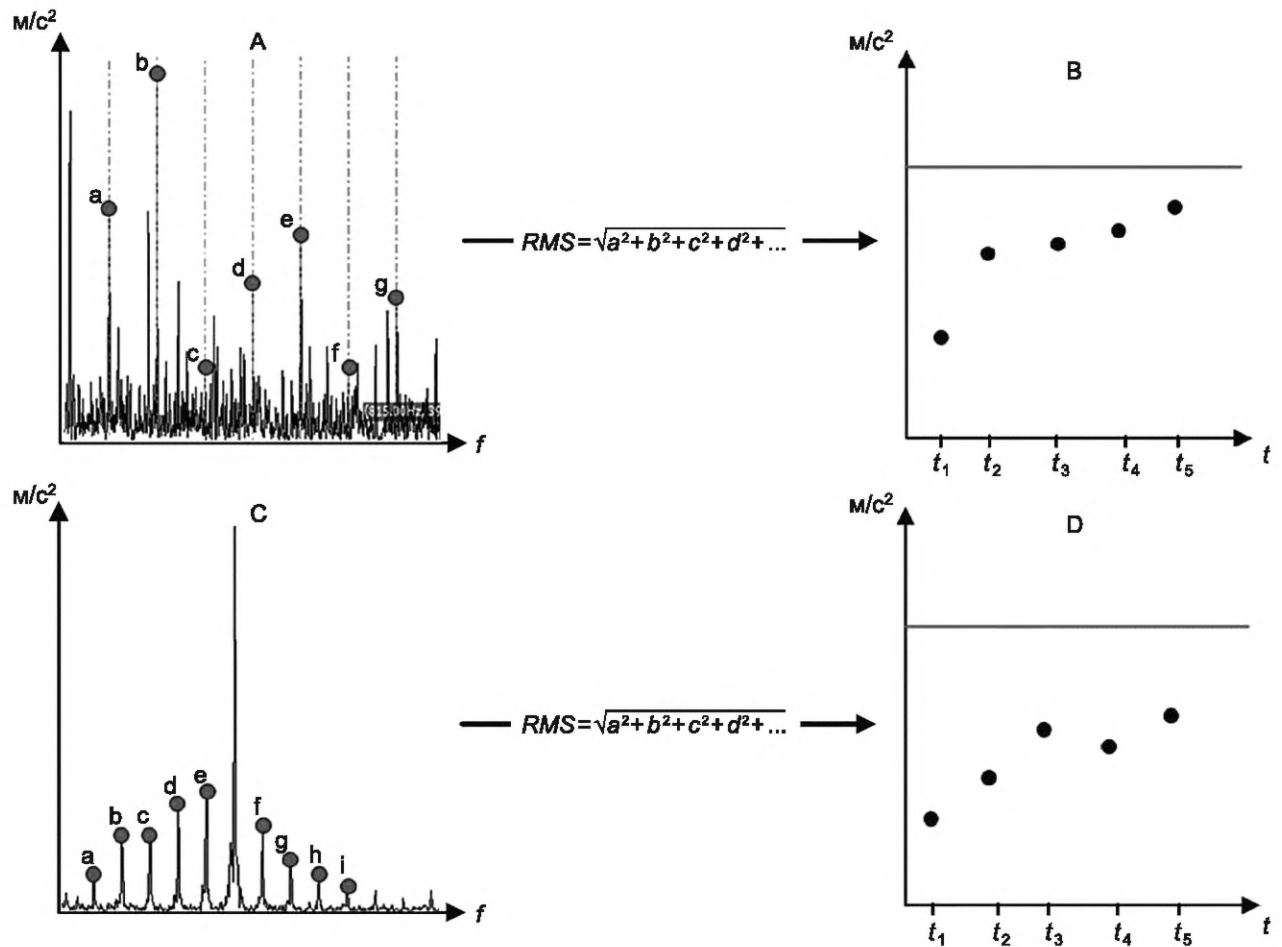 м/с²
A
b
a
e
d
g
c
f
(815.00Hz,
f
RMS=√a²+b²+c²+d²+...
м/с²
B
t₁ t₂ t₃ t₄ t₅
t
м/с²
C
e
d
b c
f
g
a
h
i
f
RMS=√a²+b²+c²+d²+...
м/с²
D
t₁ t₂ t₃ t₄ t₅
t